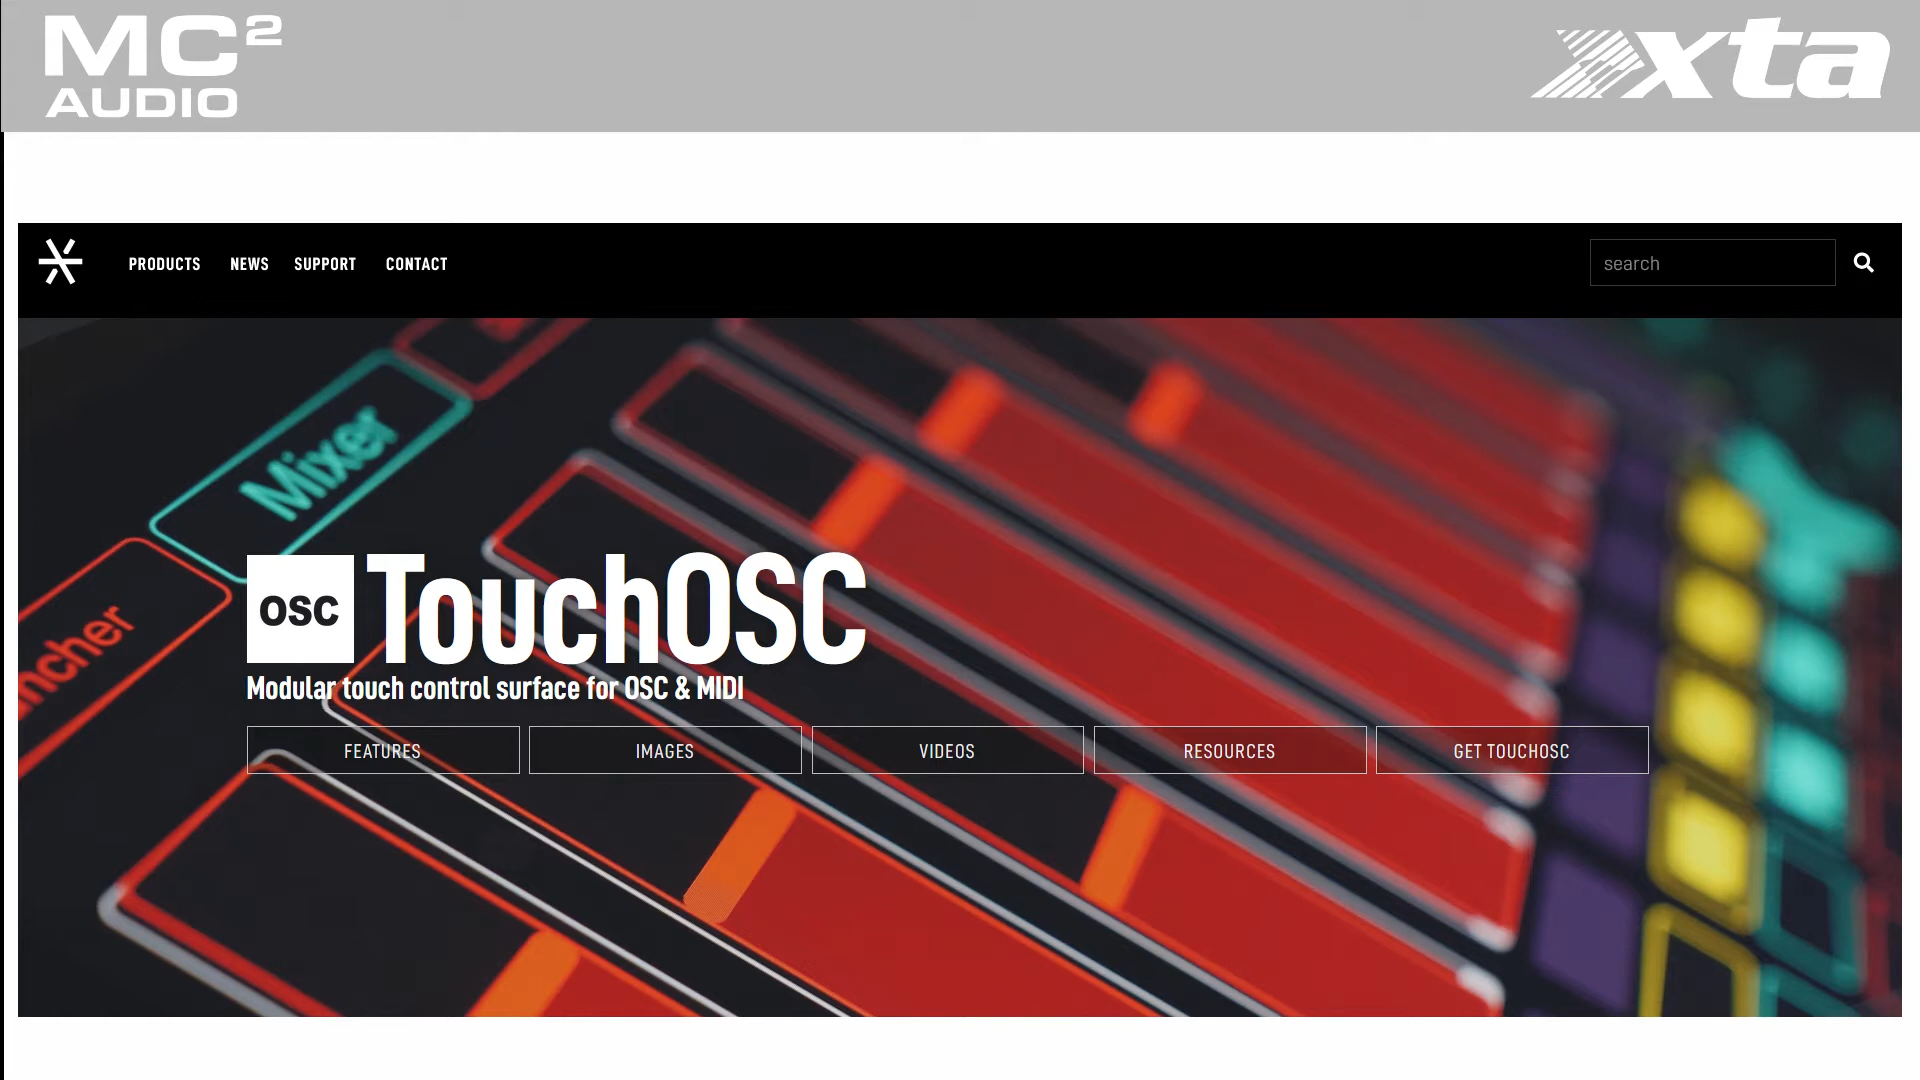 MC²
AUDIO
xta
PRODUCTS NEWS SUPPORT CONTACT
search
Mixer
ncher
OSC TouchOSC
Modular touch control surface for OSC & MIDI
FEATURES IMAGES VIDEOS RESOURCES GET TOUCHOSC